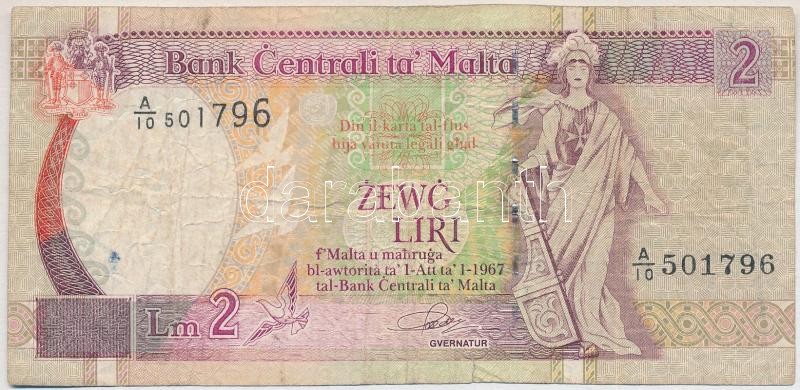 Bank Ċentrali ta' Malta
2
A/10 501796
Din il-karta tal-flus
hija valuta legali għal
ŻEWĠ
LIRI
f'Malta u maħruġa
bl-awtorità ta' l-Att ta' l-1967
tal-Bank Ċentrali ta' Malta
A/10 501796
Lm 2
GVERNATUR
darabanth